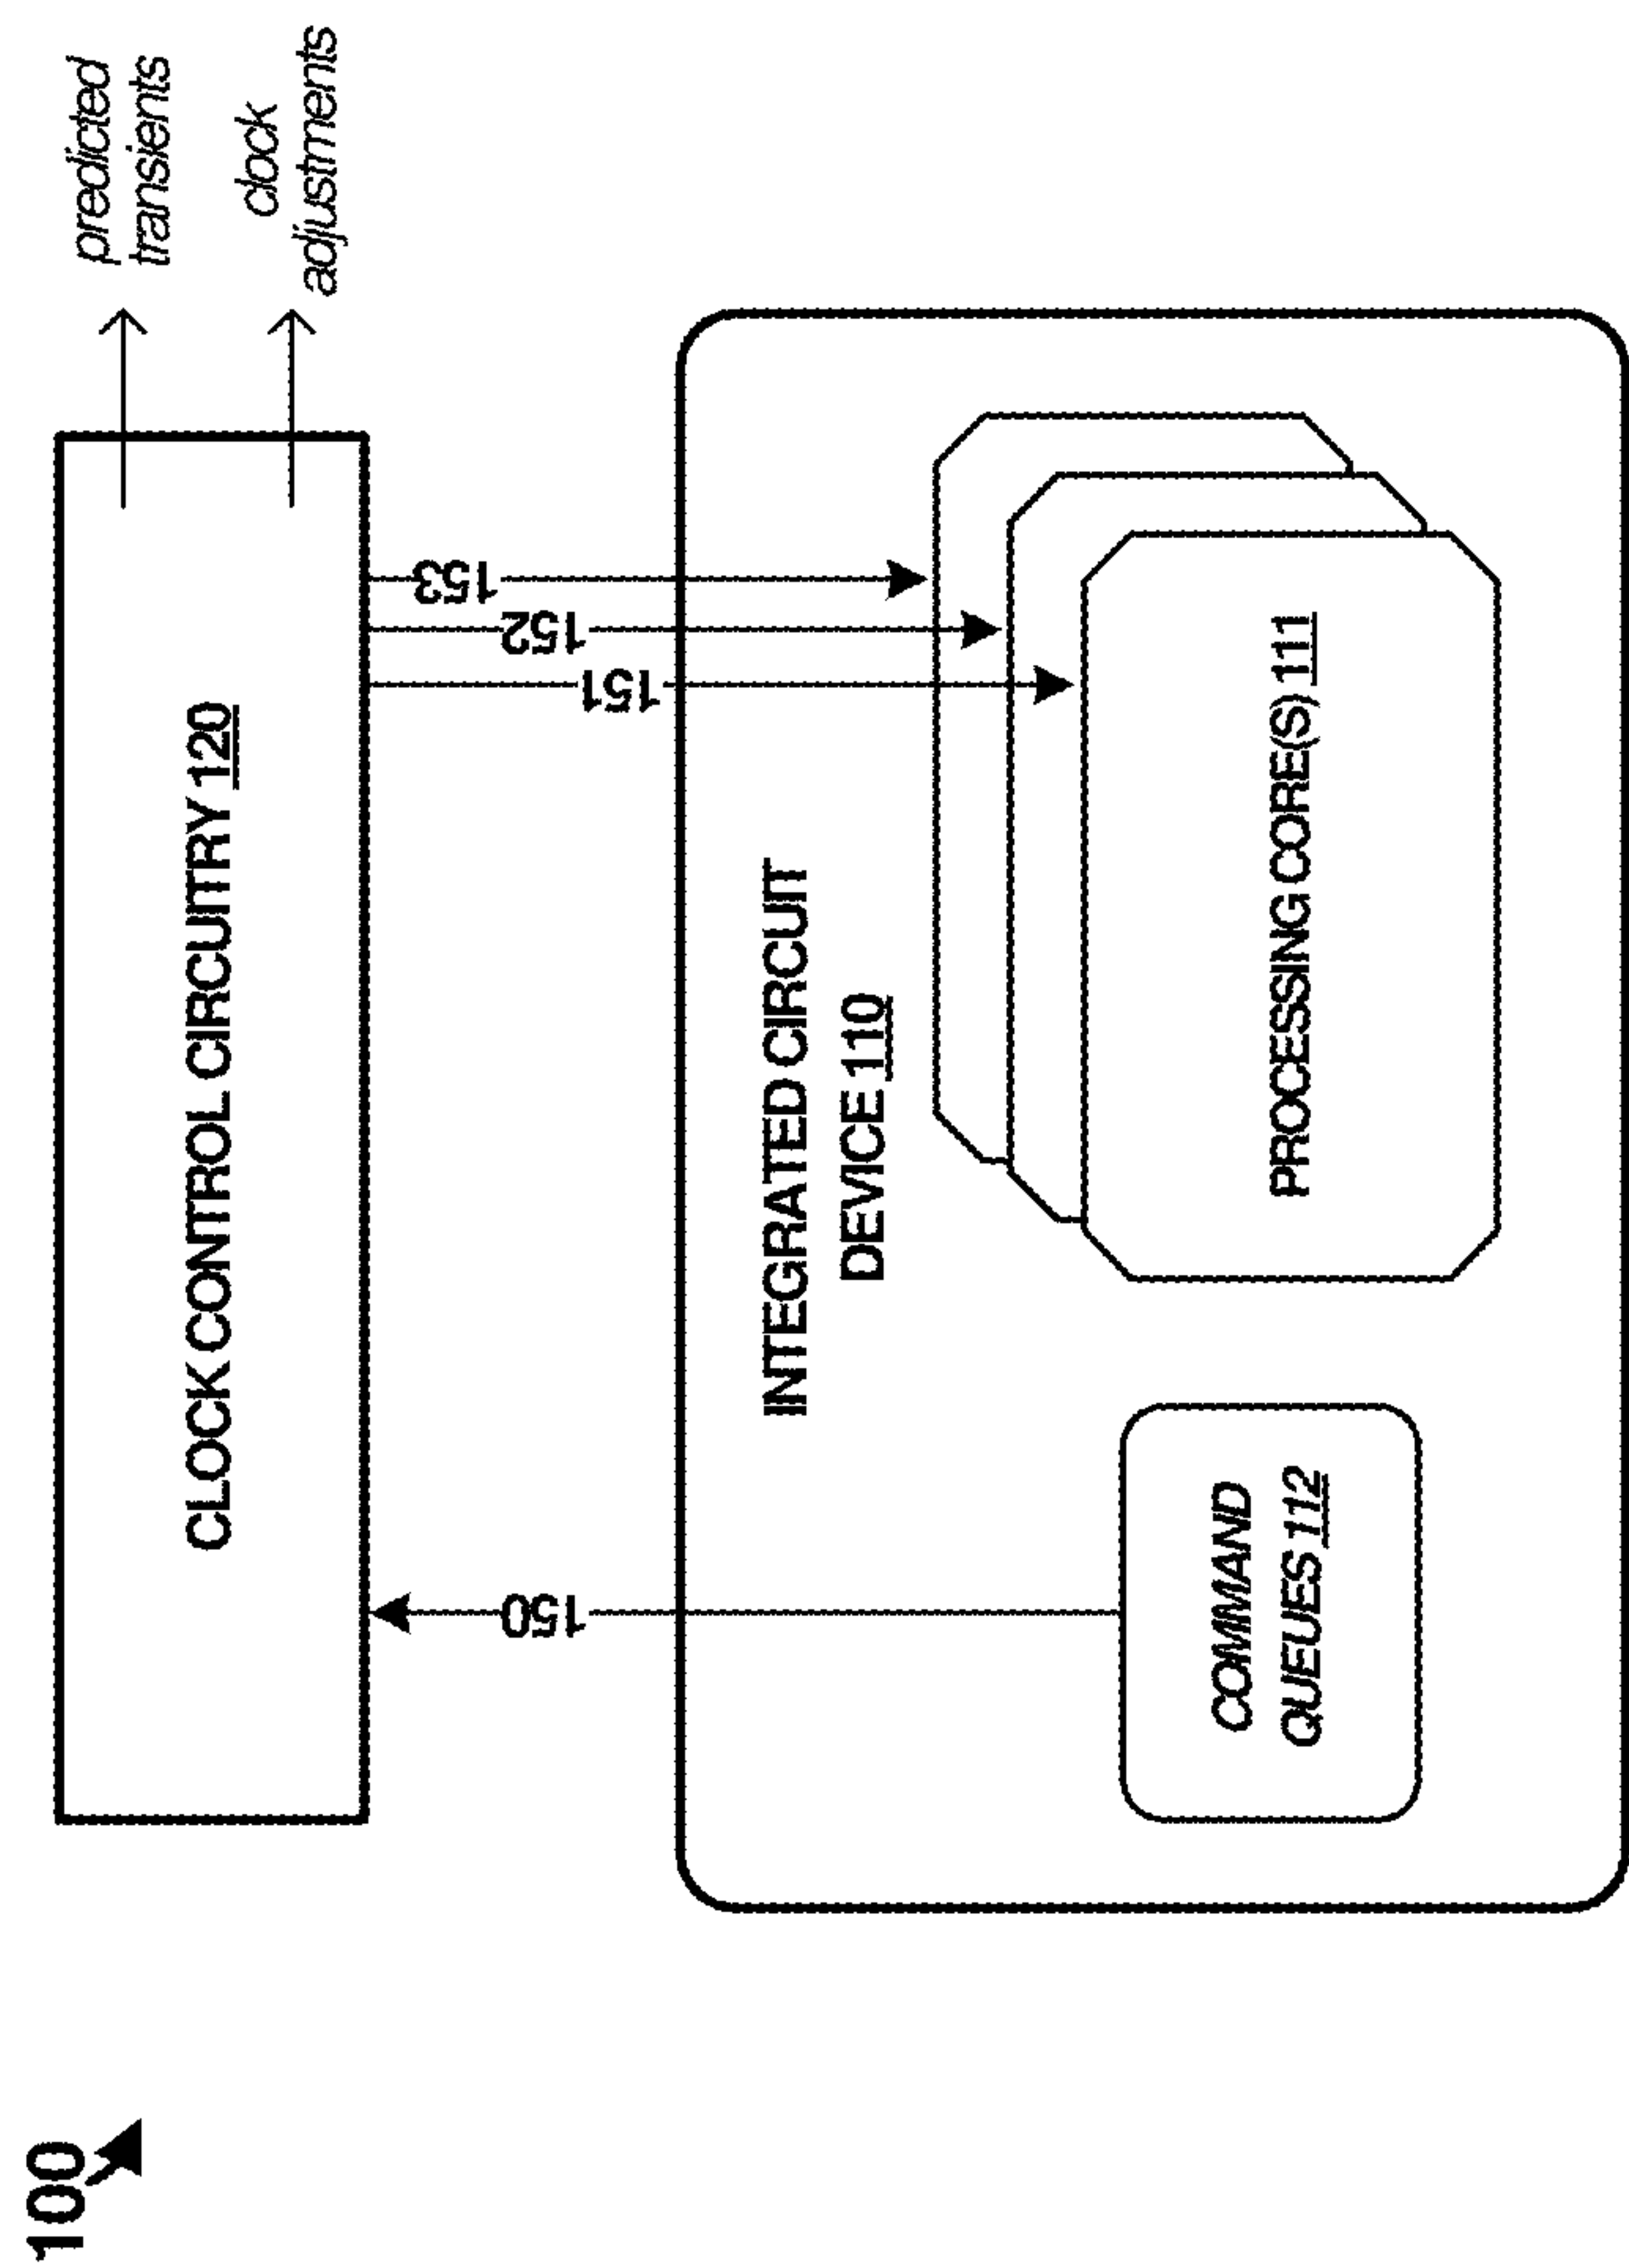 100
CLOCK CONTROL CIRCUITRY 120
predicted
transients
clock
adjustments
150
151
152
153
INTEGRATED CIRCUIT
DEVICE 110
COMMAND
QUEUES 112
PROCESSING CORE(S) 111